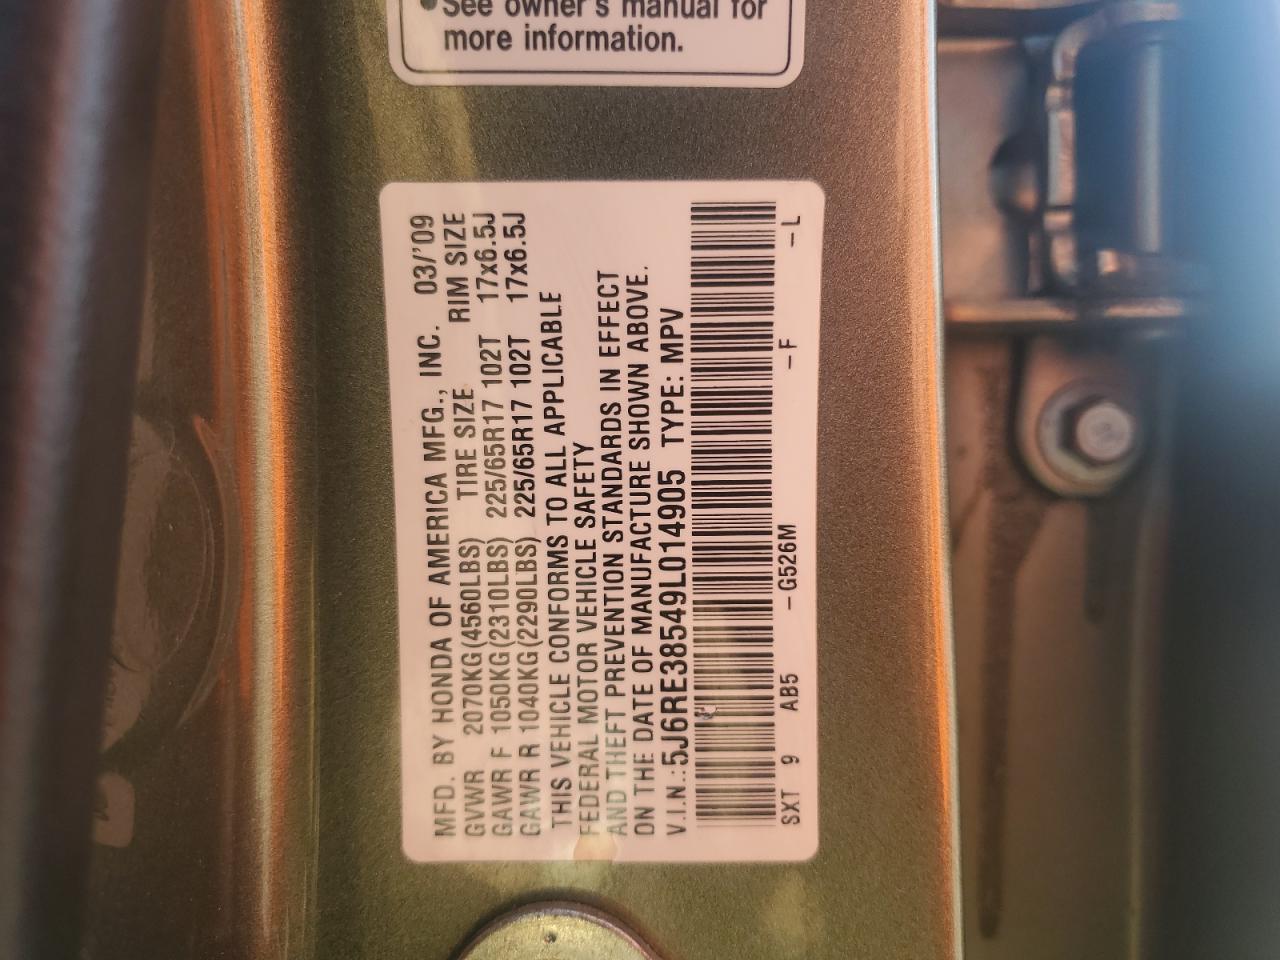 See owner's manual for
more information.
MFD. BY HONDA OF AMERICA MFG., INC. 03/'09
GVWR 2070KG(4560LBS) TIRE SIZE RIM SIZE
GAWR F 1050KG(2310LBS) 225/65R17 102T 17x6.5J
GAWR R 1040KG(2290LBS) 225/65R17 102T 17x6.5J
THIS VEHICLE CONFORMS TO ALL APPLICABLE
FEDERAL MOTOR VEHICLE SAFETY
AND THEFT PREVENTION STANDARDS IN EFFECT
ON THE DATE OF MANUFACTURE SHOWN ABOVE.
V.I.N.:5J6RE38549L014905 TYPE: MPV
SXT 9 AB5 -G526M -F -L